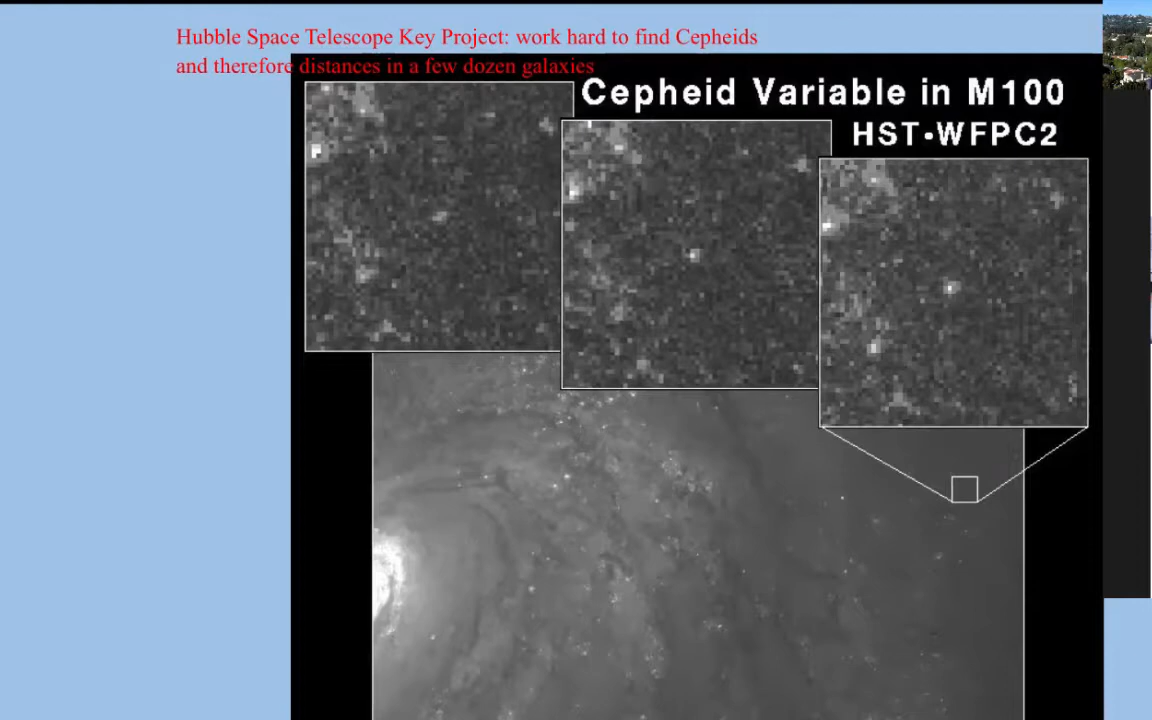 Hubble Space Telescope Key Project: work hard to find Cepheids
and therefore distances in a few dozen galaxies
Cepheid Variable in M100
HST•WFPC2